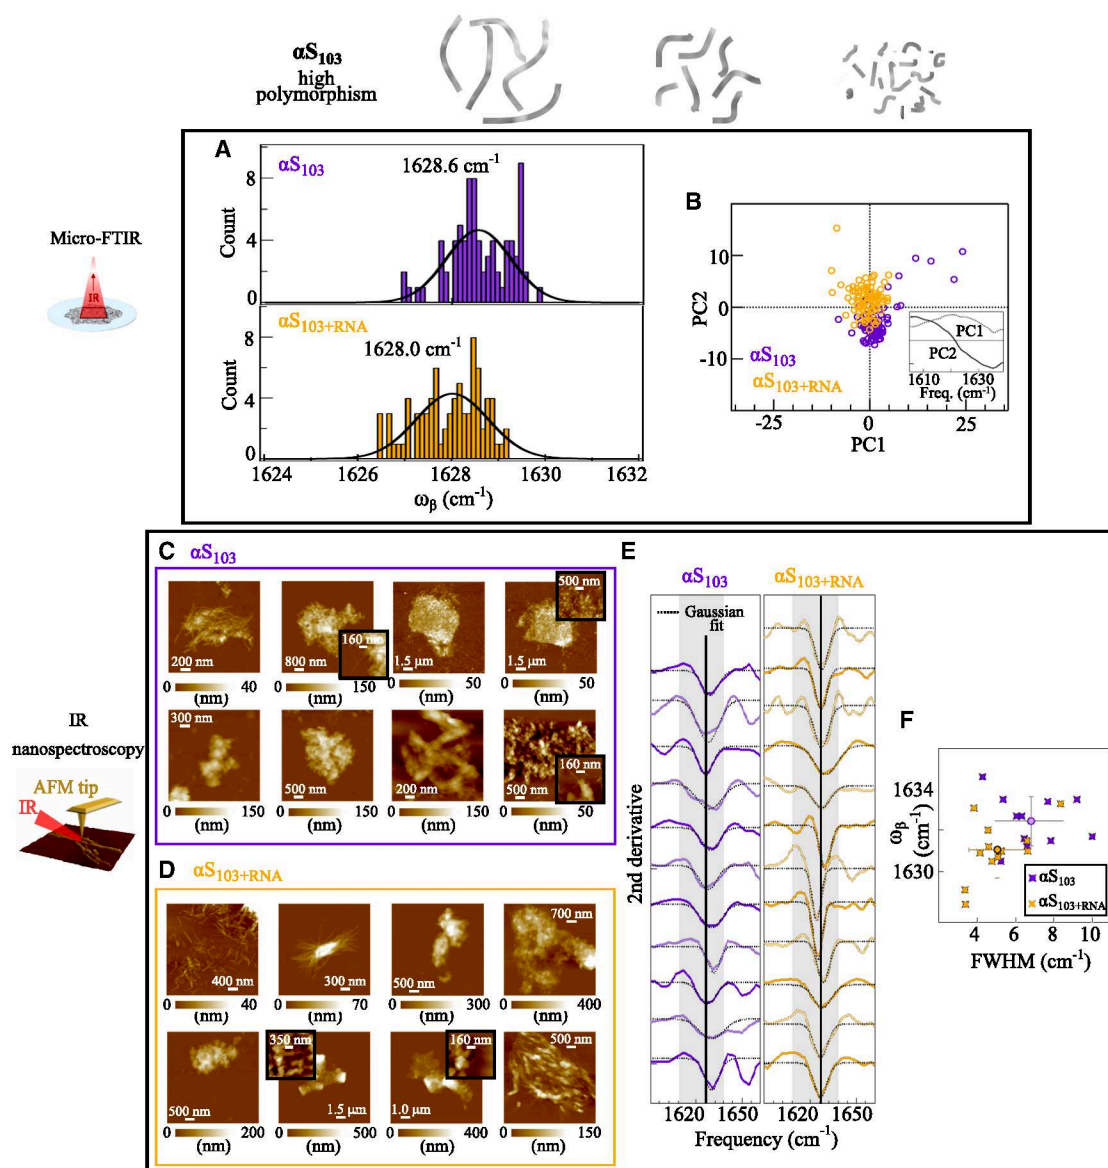 αS103
high
polymorphism
Micro-FTIR
IR
A
αS103
1628.6 cm-1
Count
8
4
0
αS103+RNA
1628.0 cm-1
Count
8
4
0
1624 1626 1628 1630 1632
ωβ (cm-1)
B
PC2
10
0
-10
αS103
αS103+RNA
PC1
PC2
1610 1630
Freq. (cm-1)
-25 0 25
PC1
IR
nanospectroscopy
AFM tip
IR
C αS103
200 nm
800 nm
160 nm
1.5 μm
500 nm
1.5 μm
0 40
(nm)
0 150
(nm)
0 50
(nm)
0 50
(nm)
300 nm
500 nm
200 nm
500 nm
160 nm
0 150
(nm)
0 150
(nm)
0 150
(nm)
0 150
(nm)
D αS103+RNA
400 nm
300 nm
500 nm
700 nm
0 40
(nm)
0 70
(nm)
0 300
(nm)
0 400
(nm)
500 nm
350 nm
1.5 μm
160 nm
1.0 μm
500 nm
0 200
(nm)
0 500
(nm)
0 400
(nm)
0 150
(nm)
E
αS103 αS103+RNA
Gaussian
fit
2nd derivative
1620 1650 1620 1650
Frequency (cm-1)
F
ωβ
(cm-1)
1634
1630
αS103
αS103+RNA
4 6 8 10
FWHM (cm-1)